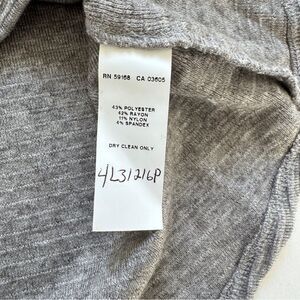 RN 59168 CA 03605
43% POLYESTER
42% RAYON
11% NYLON
4% SPANDEX
DRY CLEAN ONLY
4L31216P